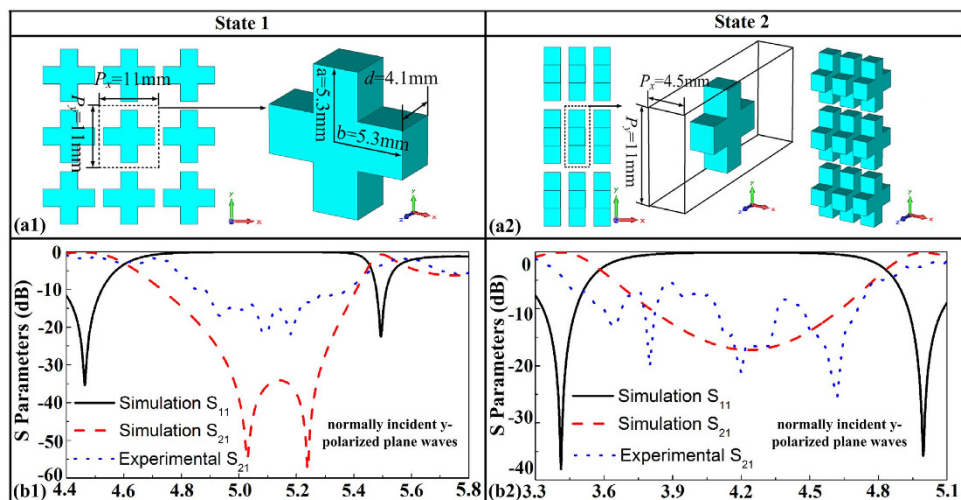 State 1
State 2
Px=11mm
Py=11mm
a=5.3mm
b=5.3mm
d=4.1mm
y
x
z
y
x
z
(a1)
Px=4.5mm
Py=11mm
y
x
z
y
x
z
y
x
z
(a2)
S Parameters (dB)
0
-10
-20
-30
-40
-50
-60
Simulation S11
Simulation S21
Experimental S21
normally incident y-
polarized plane waves
(b1)
4.4 4.6 4.8 5.0 5.2 5.4 5.6 5.8
S Parameters (dB)
0
-10
-20
-30
-40
Simulation S11
Simulation S21
Experimental S21
normally incident y-
polarized plane waves
(b2)
3.3 3.6 3.9 4.2 4.5 4.8 5.1